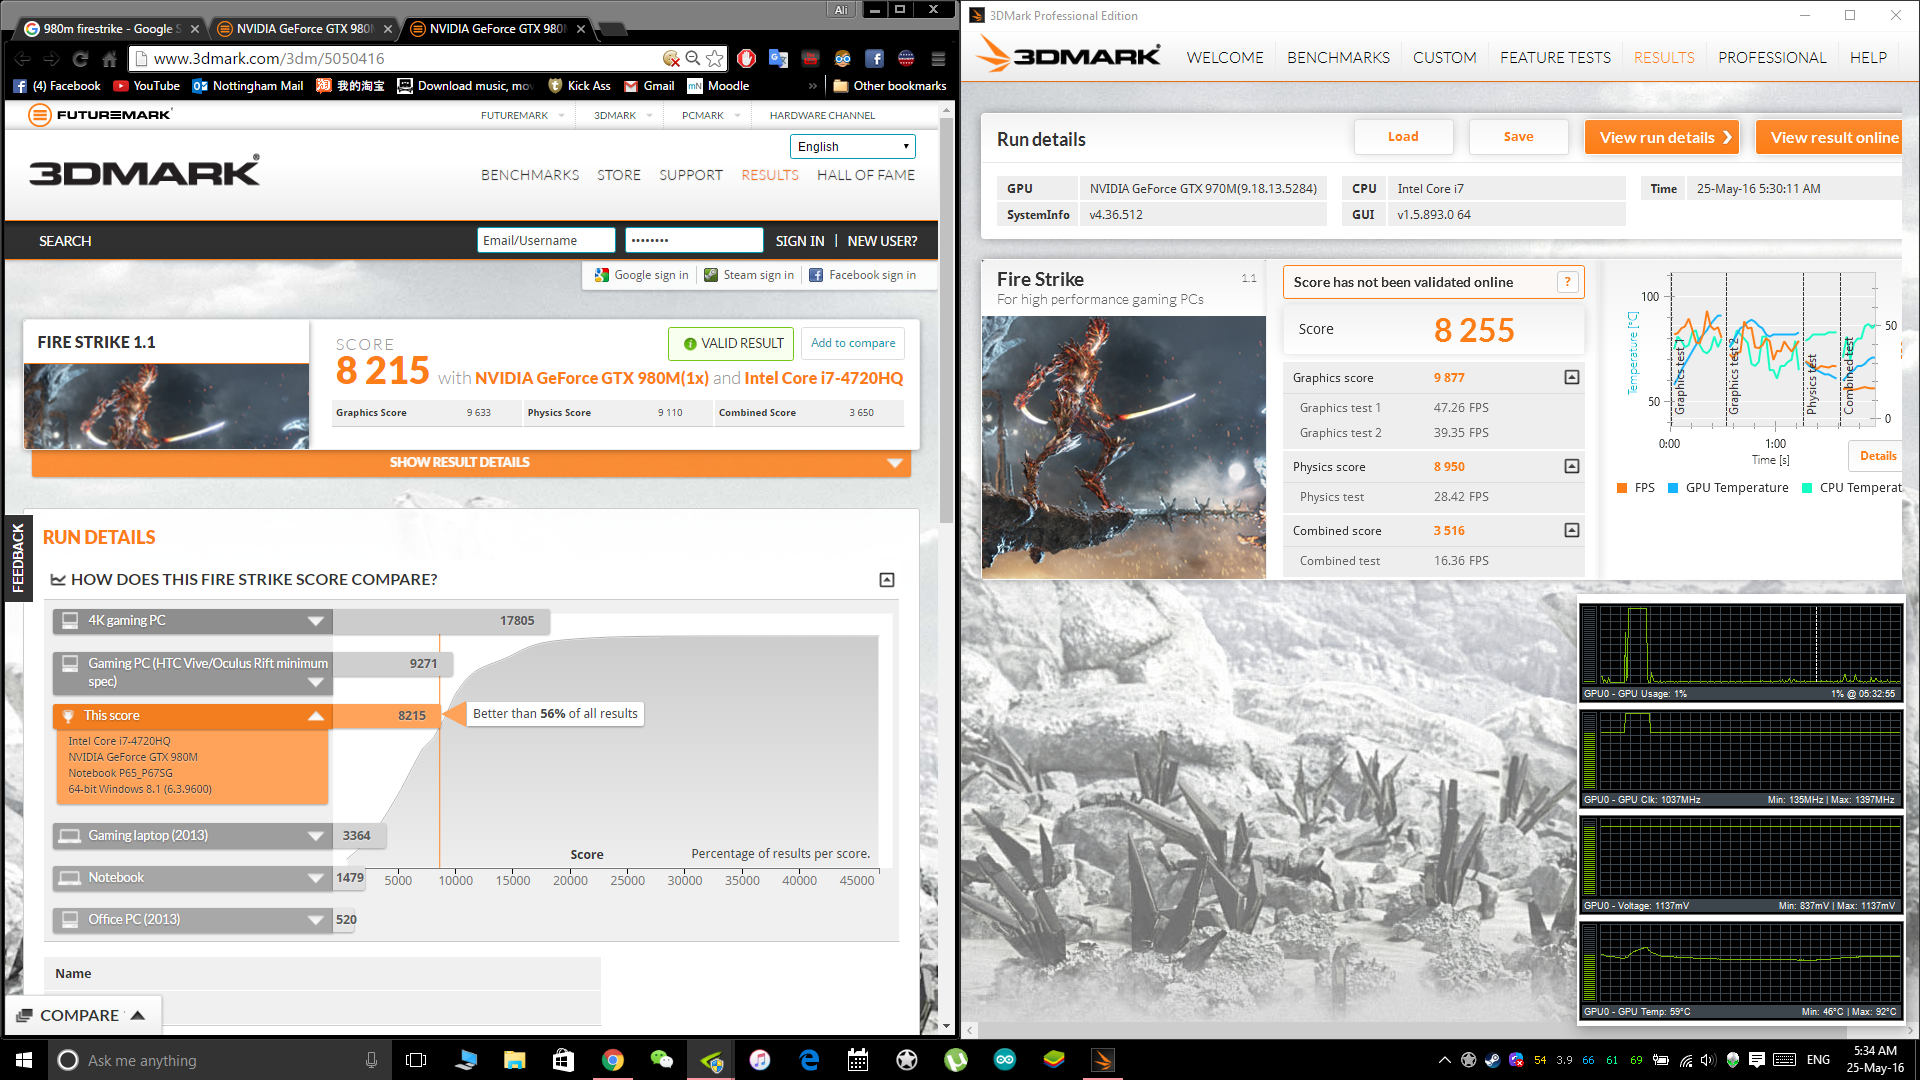 Ali
980m firestrike - Google S
NVIDIA GeForce GTX 980M
NVIDIA GeForce GTX 980M
www.3dmark.com/3dm/5050416
(4) Facebook
YouTube
Nottingham Mail
我的淘宝
Download music, mov
Kick Ass
Gmail
Moodle
»
Other bookmarks
FUTUREMARK
FUTUREMARK
3DMARK
PCMARK
HARDWARE CHANNEL
English
3DMARK
BENCHMARKS
STORE
SUPPORT
RESULTS
HALL OF FAME
SEARCH
Email/Username
••••••••
SIGN IN | NEW USER?
Google sign in
Steam sign in
Facebook sign in
FIRE STRIKE 1.1
SCORE
8 215 with NVIDIA GeForce GTX 980M(1x) and Intel Core i7-4720HQ
VALID RESULT
Add to compare
Graphics Score 9 633
Physics Score 9 110
Combined Score 3 650
SHOW RESULT DETAILS
FEEDBACK
RUN DETAILS
HOW DOES THIS FIRE STRIKE SCORE COMPARE?
4K gaming PC 17805
Gaming PC (HTC Vive/Oculus Rift minimum spec) 9271
This score 8215
Better than 56% of all results
Intel Core i7-4720HQ
NVIDIA GeForce GTX 980M
Notebook P65_P67SG
64-bit Windows 8.1 (6.3.9600)
Gaming laptop (2013) 3364
Score
Percentage of results per score.
Notebook 1479
5000 10000 15000 20000 25000 30000 35000 40000 45000
Office PC (2013) 520
Name
COMPARE
3DMark Professional Edition
3DMARK
WELCOME
BENCHMARKS
CUSTOM
FEATURE TESTS
RESULTS
PROFESSIONAL
HELP
Run details
Load
Save
View run details
View result online
GPU NVIDIA GeForce GTX 970M(9.18.13.5284)
CPU Intel Core i7
Time 25-May-16 5:30:11 AM
SystemInfo v4.36.512
GUI v1.5.893.0 64
Fire Strike 1.1
For high performance gaming PCs
Score has not been validated online ?
Score 8 255
Graphics score 9 877
Graphics test 1 47.26 FPS
Graphics test 2 39.35 FPS
Physics score 8 950
Physics test 28.42 FPS
Combined score 3 516
Combined test 16.36 FPS
Temperature [°C]
100
50
50
0
Graphics test 1
Graphics test 2
Physics test
Combined test
0:00 1:00
Time [s]
Details
FPS
GPU Temperature
CPU Temperat
GPU0 - GPU Usage: 1% 1% @ 05:32:55
GPU0 - GPU Clk: 1037MHz Min: 135MHz | Max: 1397MHz
GPU0 - Voltage: 1137mV Min: 837mV | Max: 1137mV
GPU0 - GPU Temp: 59°C Min: 46°C | Max: 92°C
Ask me anything
54 3.9 66 61 69
ENG
5:34 AM
25-May-16